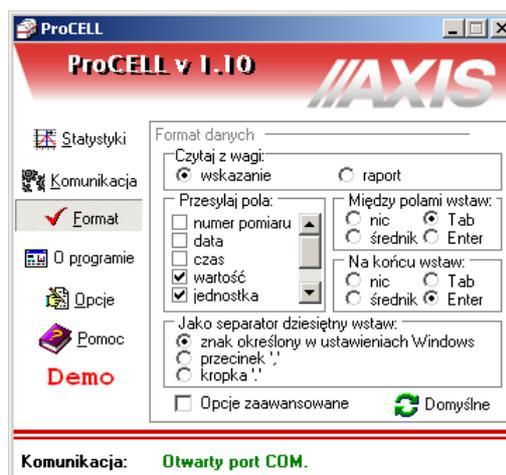 ProCELL
ProCELL v 1.10
//AXIS
Statystyki
Komunikacja
Format
O programie
Opcje
Pomoc
Demo
Format danych
Czytaj z wagi:
wskazanie raport
Przesyłaj pola:
numer pomiaru
data
czas
wartość
jednostka
Między polami wstaw:
nic Tab
średnik Enter
Na końcu wstaw:
nic Tab
średnik Enter
Jako separator dziesiętny wstaw:
znak określony w ustawieniach Windows
przecinek ','
kropka '.'
Opcje zaawansowane Domyślne
Komunikacja: Otwarty port COM.